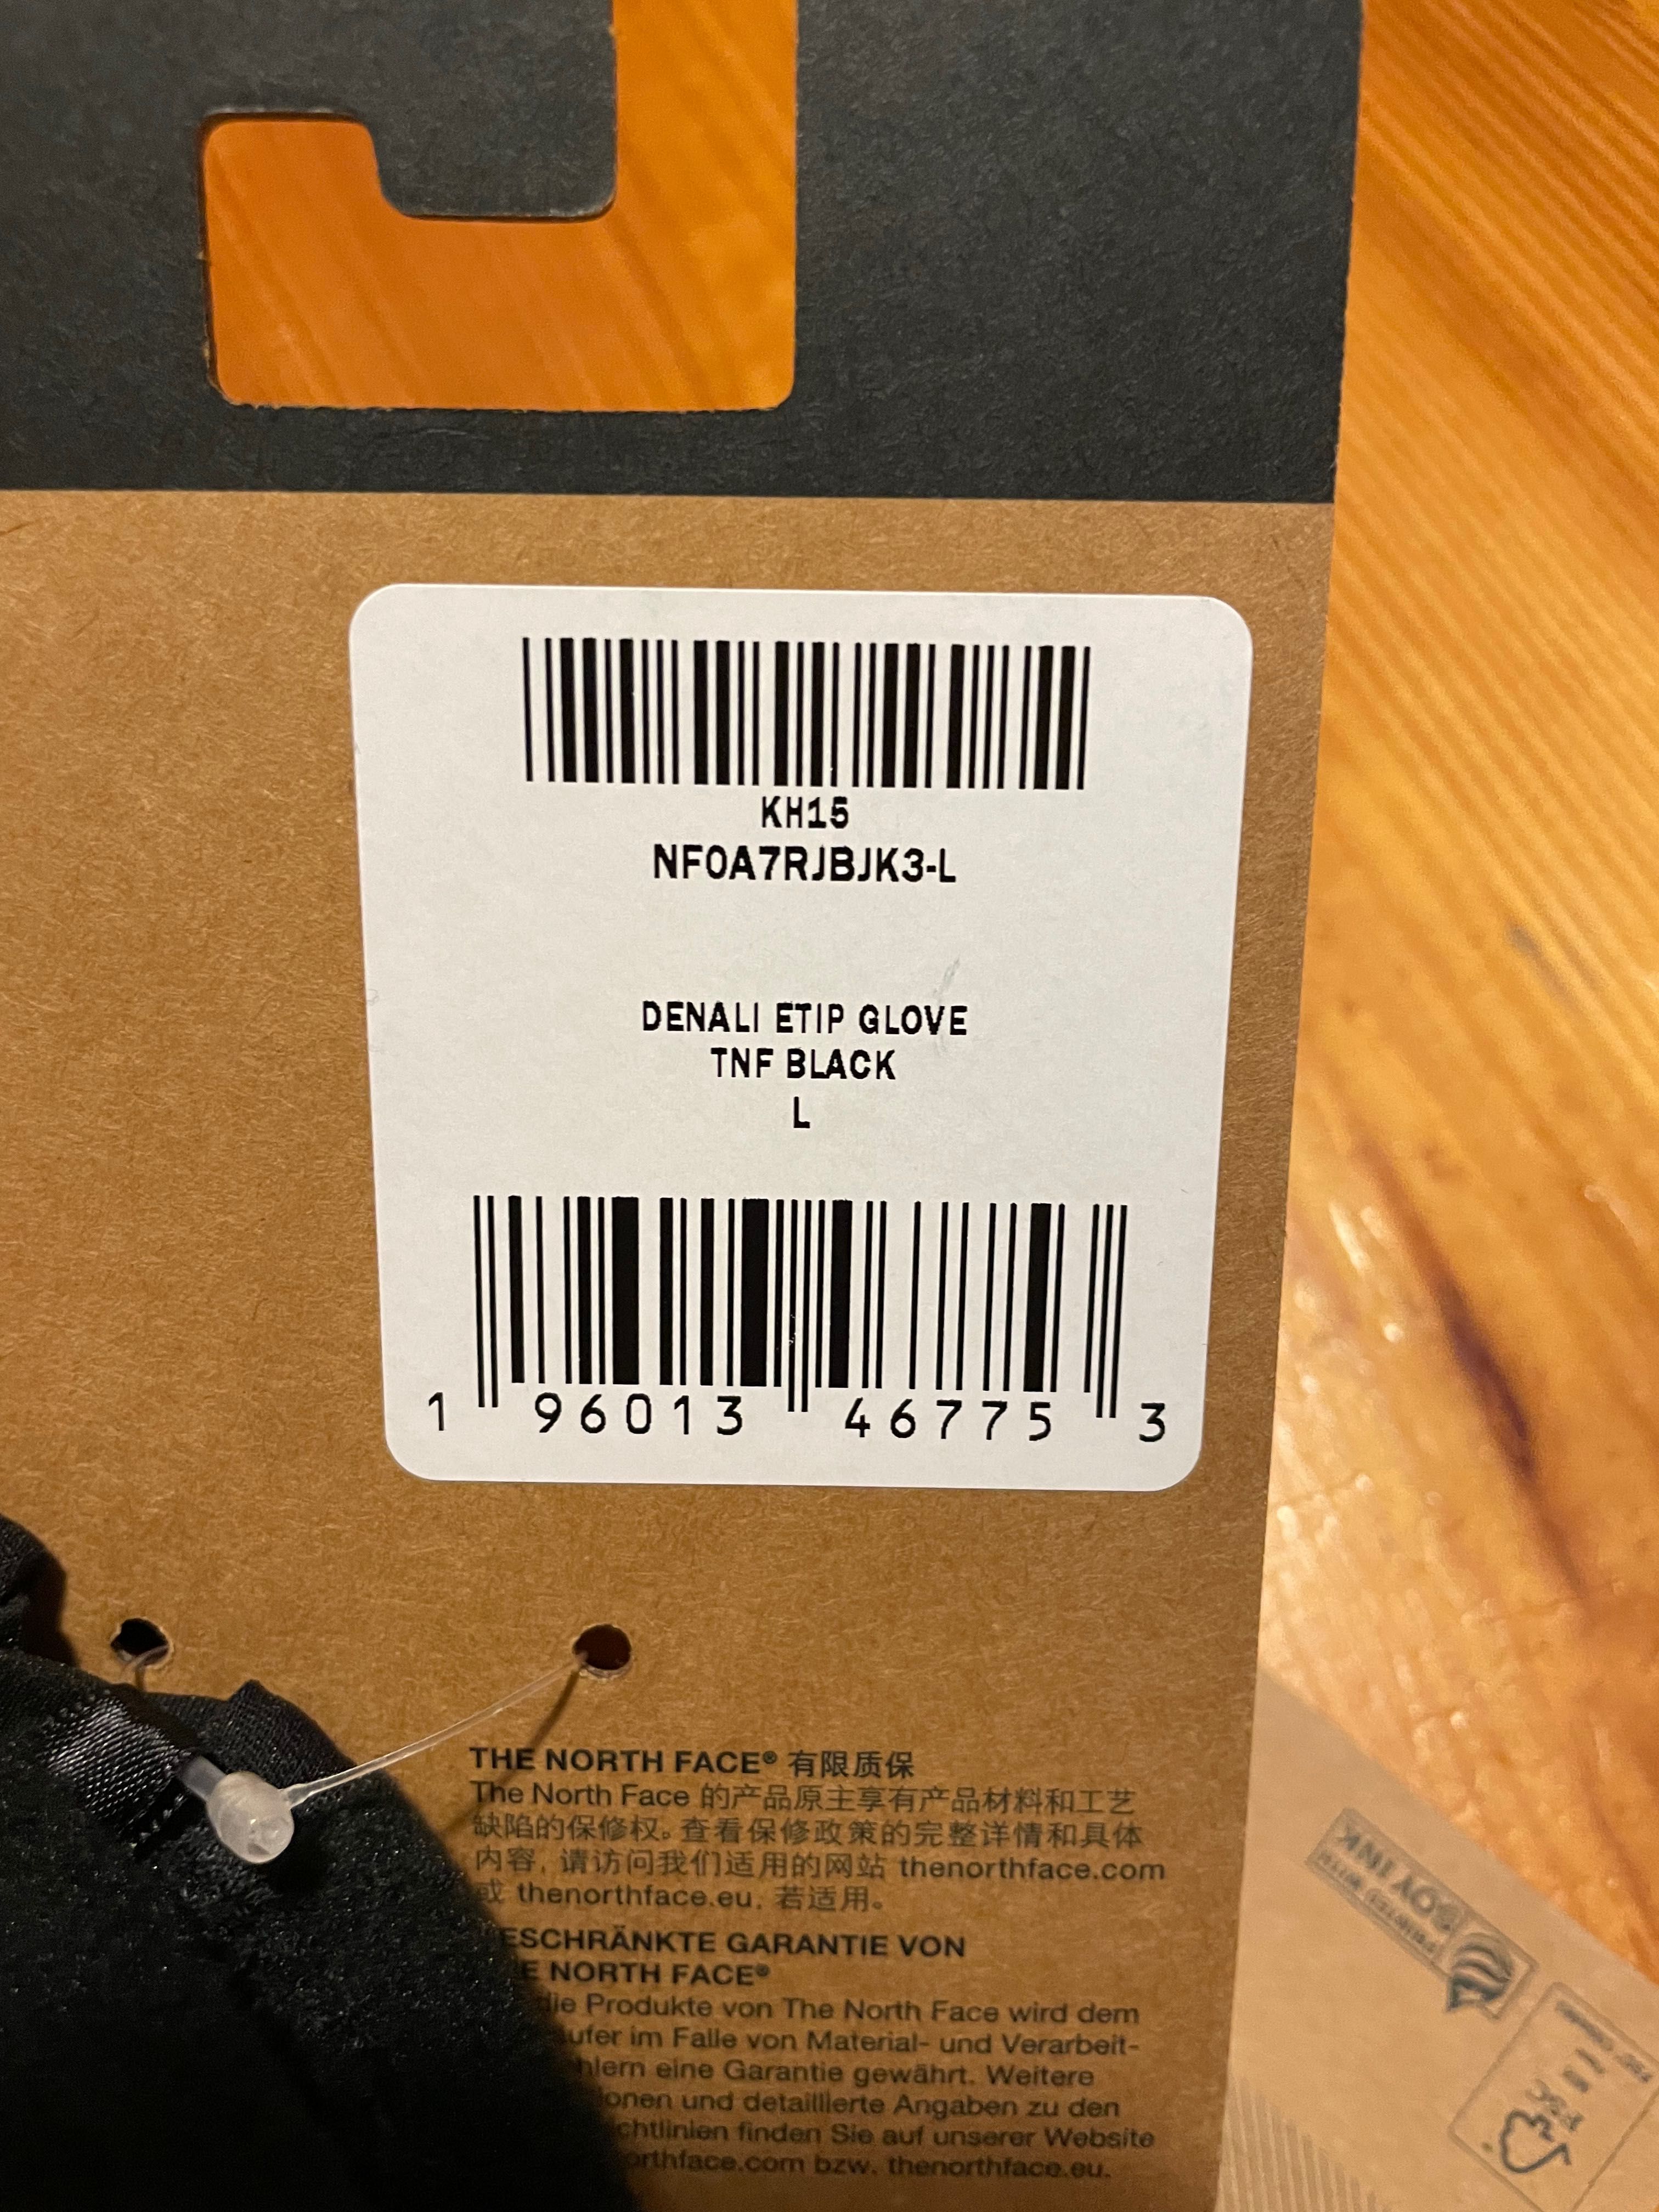 KH15
NF0A7RJBJK3-L
DENALI ETIP GLOVE
TNF BLACK
L
1 96013 46775 3
THE NORTH FACE® 有限质保
The North Face 的产品原主享有产品材料和工艺
缺陷的保修权。查看保修政策的完整详情和具体
内容，请访问我们适用的网站 thenorthface.com
或 thenorthface.eu，若适用。
ESCHRÄNKTE GARANTIE VON
E NORTH FACE®
die Produkte von The North Face wird dem
ufer im Falle von Material- und Verarbeit-
hlern eine Garantie gewährt. Weitere
onen und detaillierte Angaben zu den
chtlinien finden Sie auf unserer Website
orthface.com bzw. thenorthface.eu.
PRINTED WITH
SOY INK